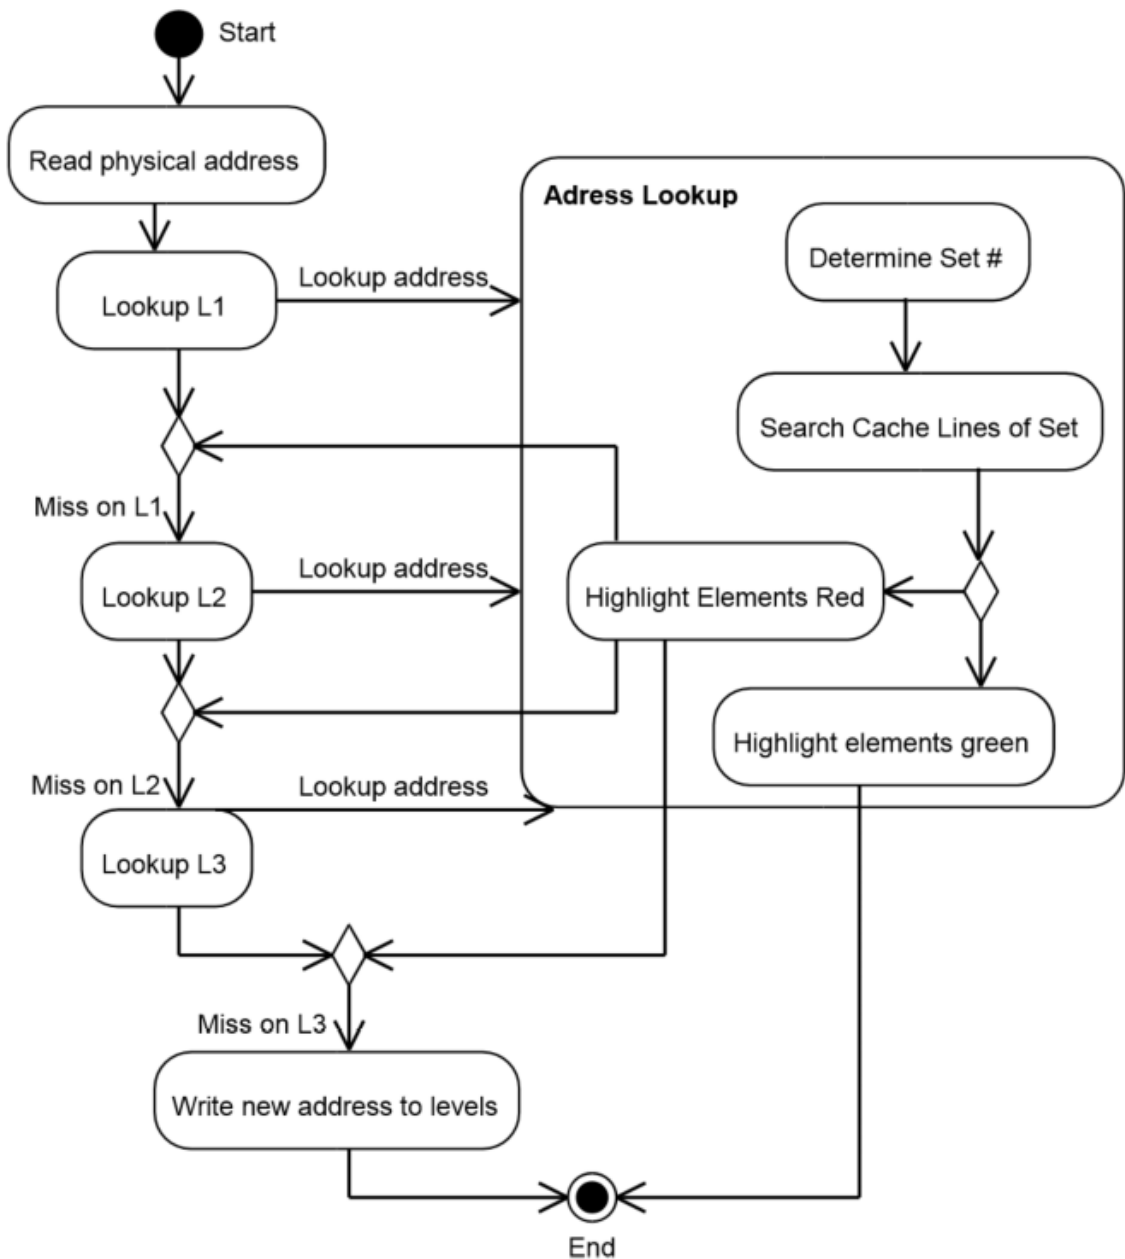 Start
Read physical address
Adress Lookup
Determine Set #
Lookup address
Lookup L1
Search Cache Lines of Set
Miss on L1
Lookup address
Lookup L2
Highlight Elements Red
Highlight elements green
Miss on L2
Lookup address
Lookup L3
Miss on L3
Write new address to levels
End